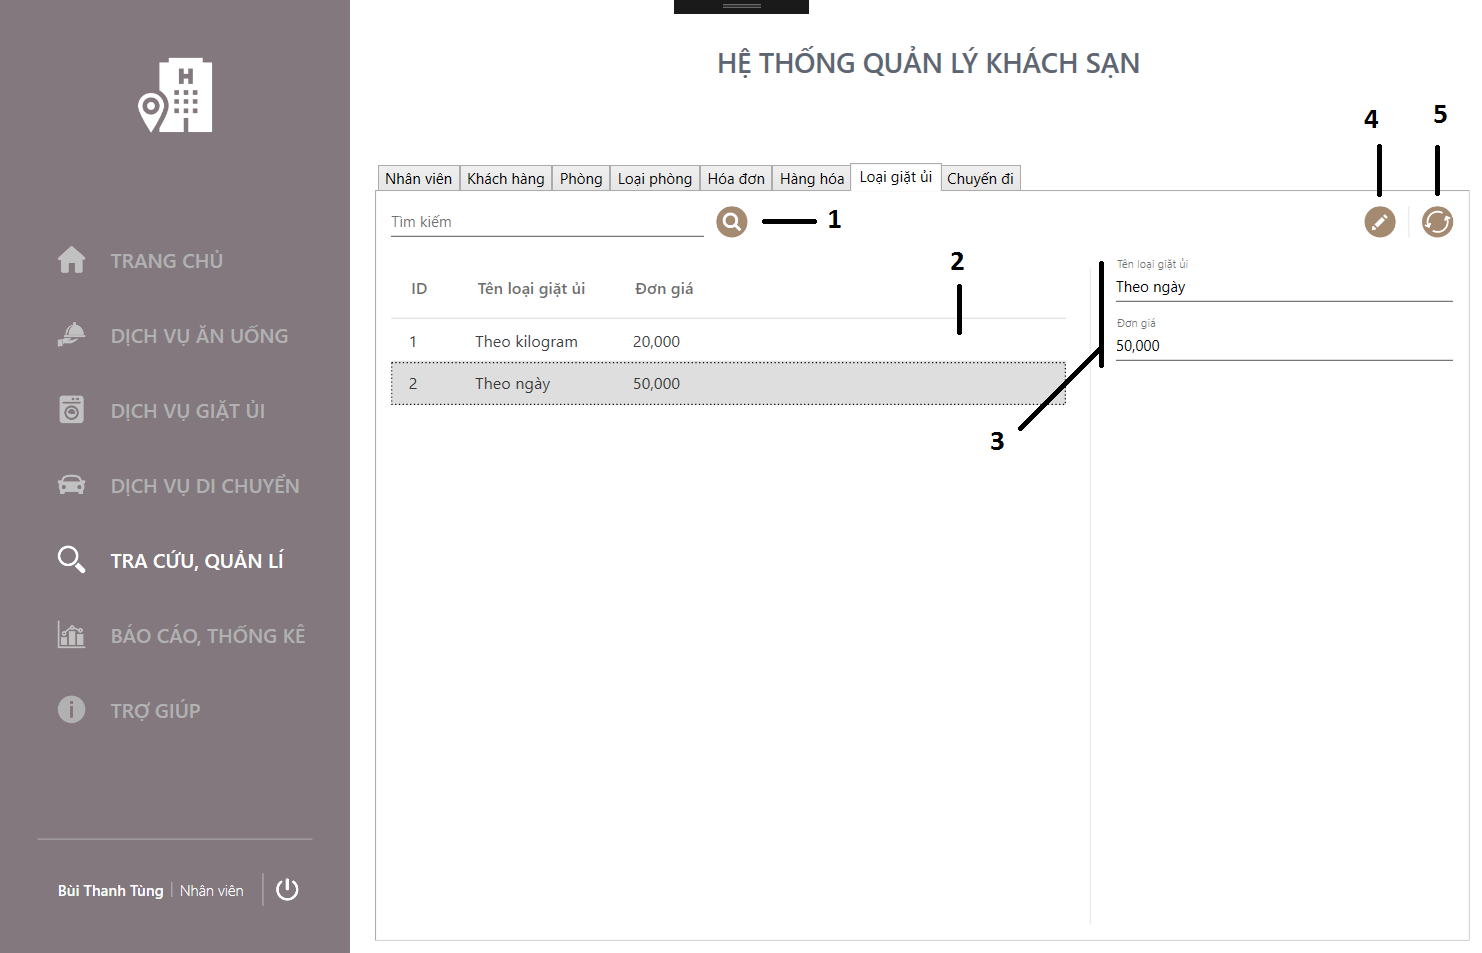 H
HỆ THỐNG QUẢN LÝ KHÁCH SẠN
4
5
Nhân viên Khách hàng Phòng Loại phòng Hóa đơn Hàng hóa Loại giặt ủi Chuyến đi
Tìm kiếm
1
2
3
ID Tên loại giặt ủi Đơn giá
1 Theo kilogram 20,000
2 Theo ngày 50,000
Tên loại giặt ủi
Theo ngày
Đơn giá
50,000
TRANG CHỦ
DỊCH VỤ ĂN UỐNG
DỊCH VỤ GIẶT ỦI
DỊCH VỤ DI CHUYỂN
TRA CỨU, QUẢN LÍ
BÁO CÁO, THỐNG KÊ
TRỢ GIÚP
Bùi Thanh Tùng | Nhân viên